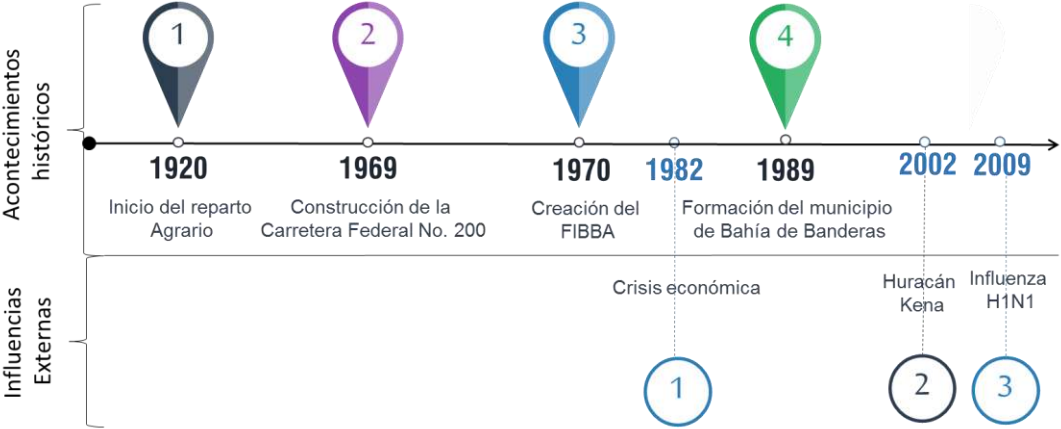 Acontecimientos
históricos
1
2
3
4
1920
1969
1970
1982
1989
2002
2009
Inicio del reparto
Agrario
Construcción de la
Carretera Federal No. 200
Creación del
FIBBA
Formación del municipio
de Bahía de Banderas
Influencias
Externas
Crisis económica
Huracán
Kena
Influenza
H1N1
1
2
3